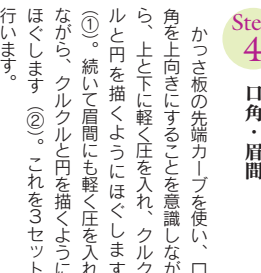 Ste
4
口角・眉間
かっさ板の先端カーブを使い、口
角を上向きにすることを意識しなが
ら、上と下に軽く圧を入れ、クルク
ルと円を描くようにほぐします
(①)。続いて眉間にも軽く圧を入れ
ながら、クルクルと円を描くように
ほぐします(②)。これを3セット
行います。